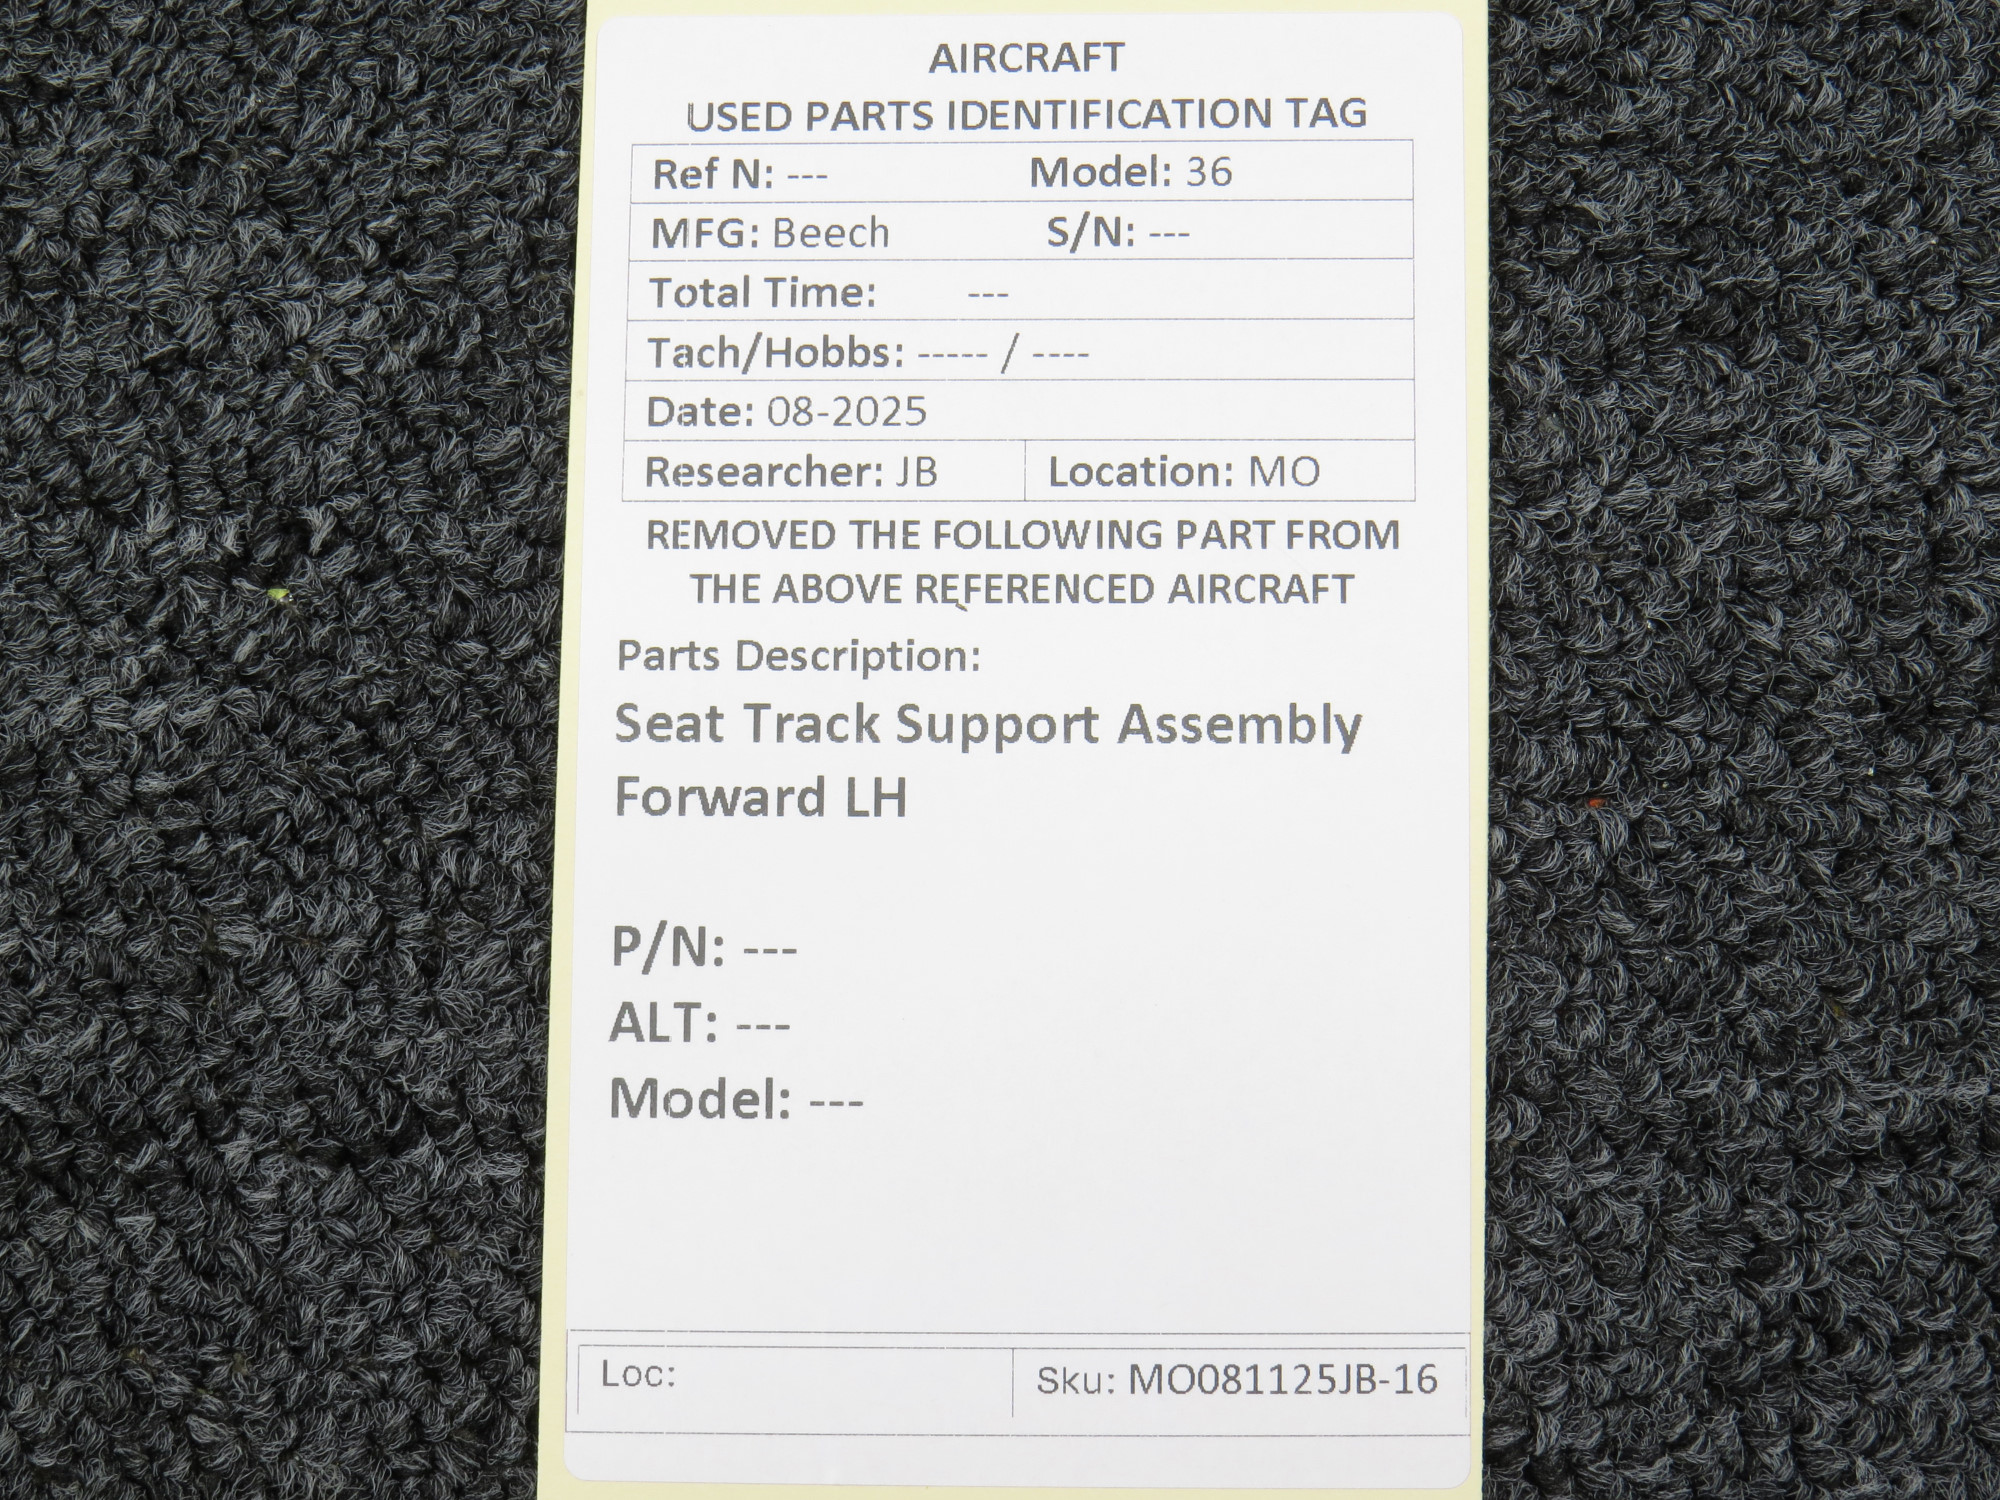 AIRCRAFT
USED PARTS IDENTIFICATION TAG
Ref N: --- Model: 36
MFG: Beech S/N: ---
Total Time: ---
Tach/Hobbs: ----- / ----
Date: 08-2025
Researcher: JB Location: MO
REMOVED THE FOLLOWING PART FROM
THE ABOVE REFERENCED AIRCRAFT
Parts Description:
Seat Track Support Assembly
Forward LH
P/N: ---
ALT: ---
Model: ---
Loc: Sku: MO081125JB-16